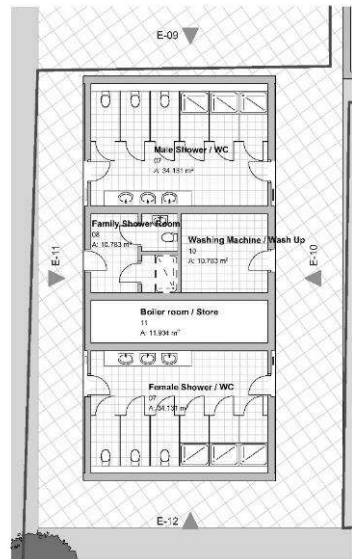 E-09
Male Shower / WC
07
A: 34.131 m²
Family Shower Room
08
A: 10.783 m²
Washing Machine / Wash Up
10
A: 10.783 m²
E-11
E-10
Boiler room / Store
11
A: 11.934 m²
Female Shower / WC
07
A: 34.131 m²
E-12